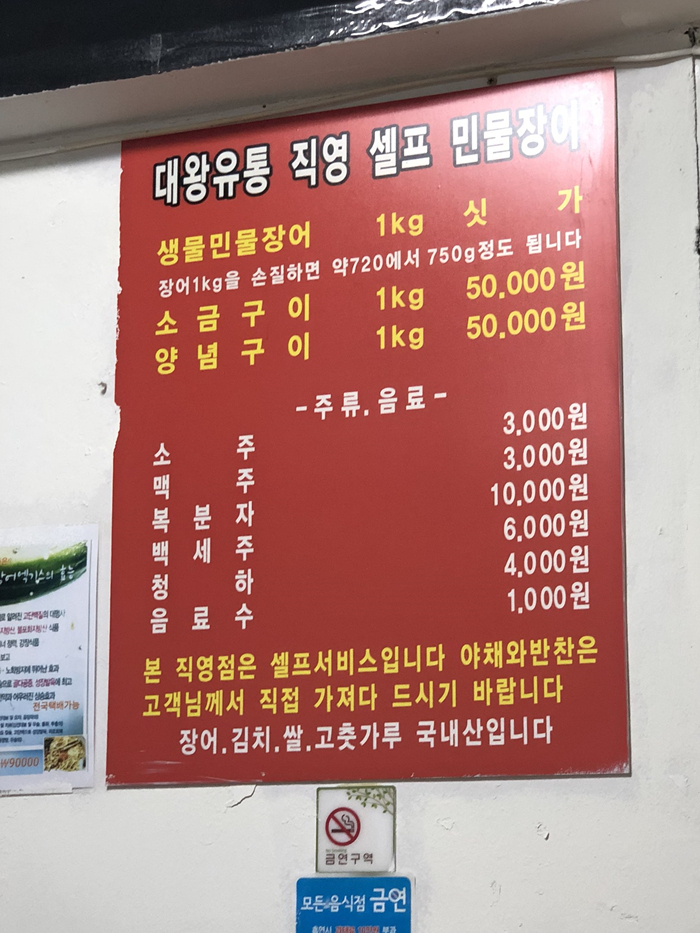 대왕유통 직영 셀프 민물장어
생물민물장어 1kg 싯 가
장어1kg을 손질하면 약720에서 750g정도 됩니다
소 금 구 이 1kg 50,000원
양 념 구 이 1kg 50,000원
-주류.음료-
소 주 3,000원
맥 주 3,000원
복 분 자 10,000원
백 세 주 6,000원
청 하 4,000원
음 료 수 1,000원
본 직영점은 셀프서비스입니다 야채와반찬은
고객님께서 직접 가져다 드시기 바랍니다
장어.김치.쌀.고춧가루 국내산입니다
전국택배가능
₩90000
금연구역
모든 음식점 금연